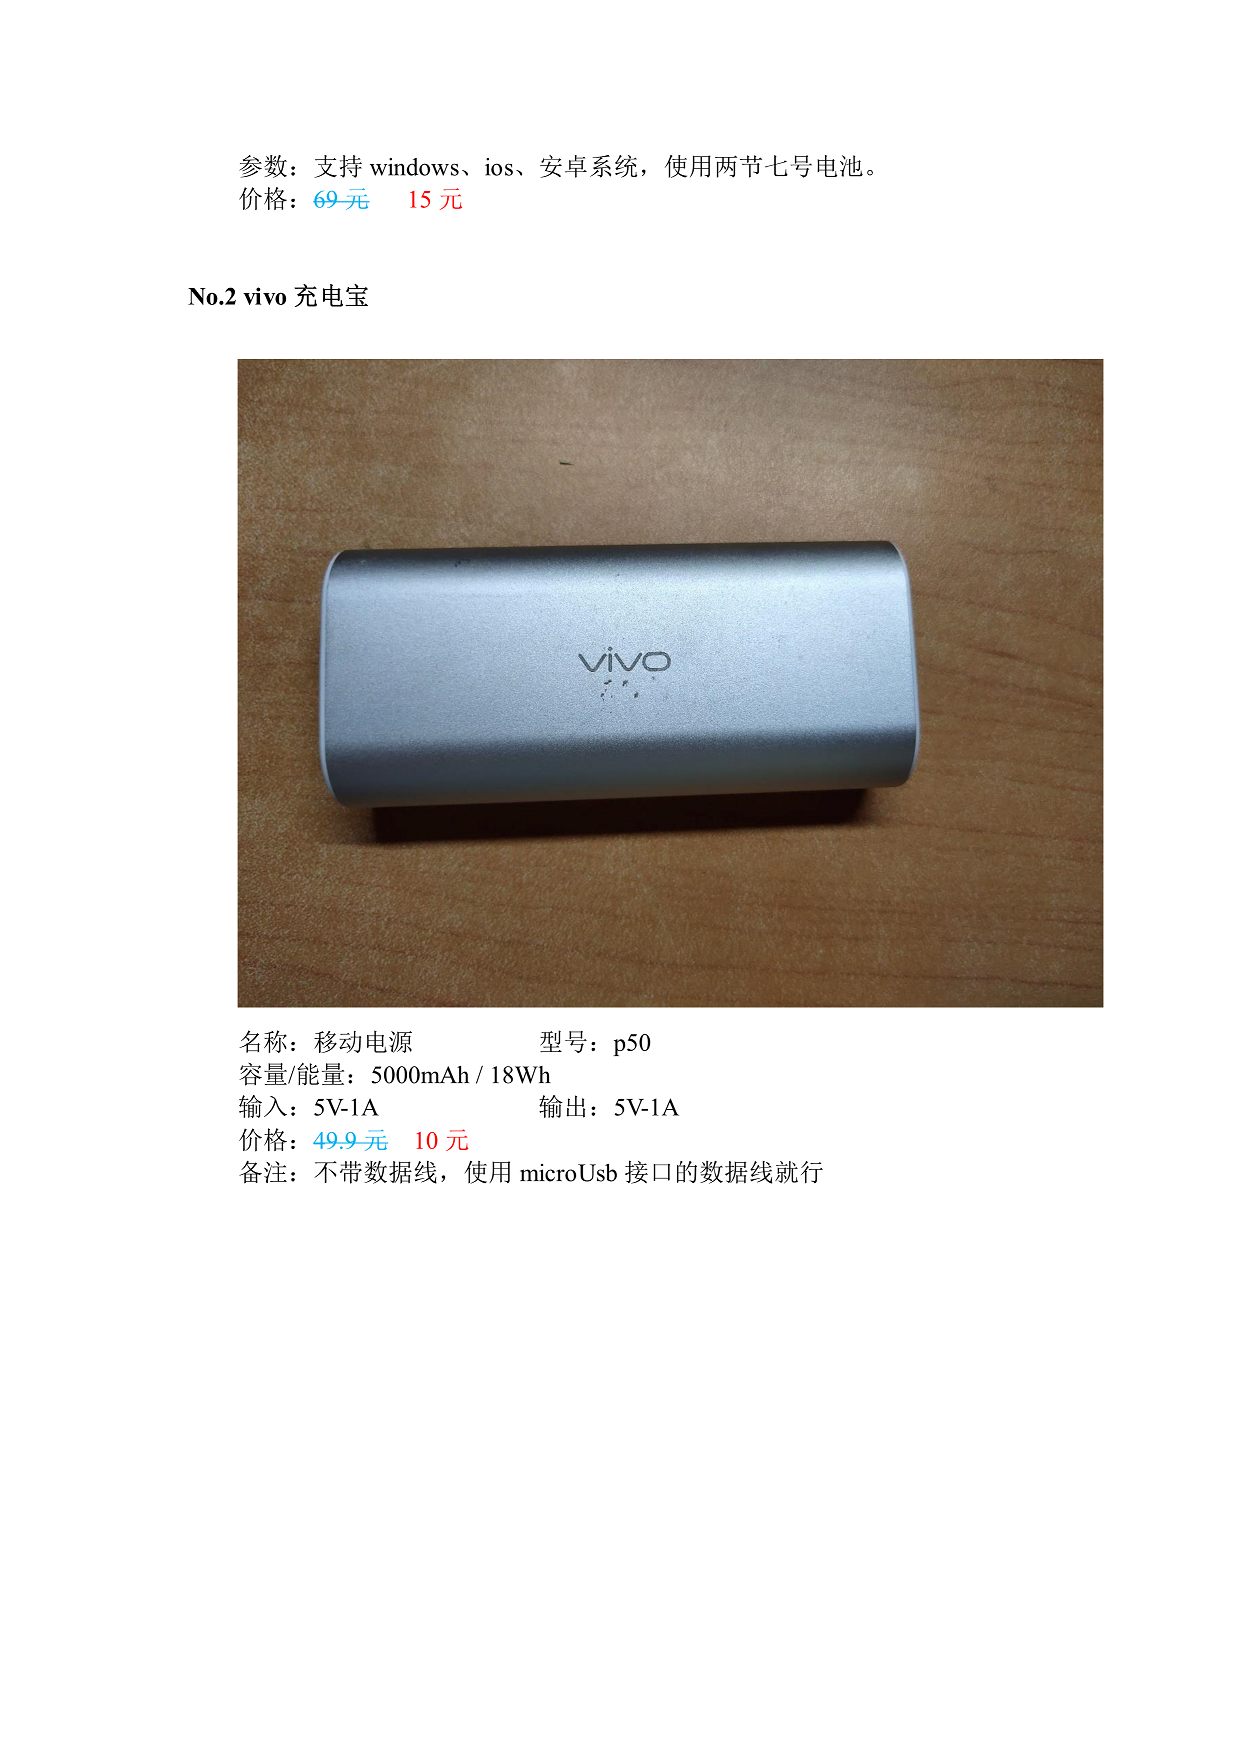 参数：支持 windows、ios、安卓系统，使用两节七号电池。
价格：69 元 15 元
No.2 vivo 充电宝
vivo
名称：移动电源 型号：p50
容量/能量：5000mAh / 18Wh
输入：5V-1A 输出：5V-1A
价格：49.9 元 10 元
备注：不带数据线，使用 microUsb 接口的数据线就行